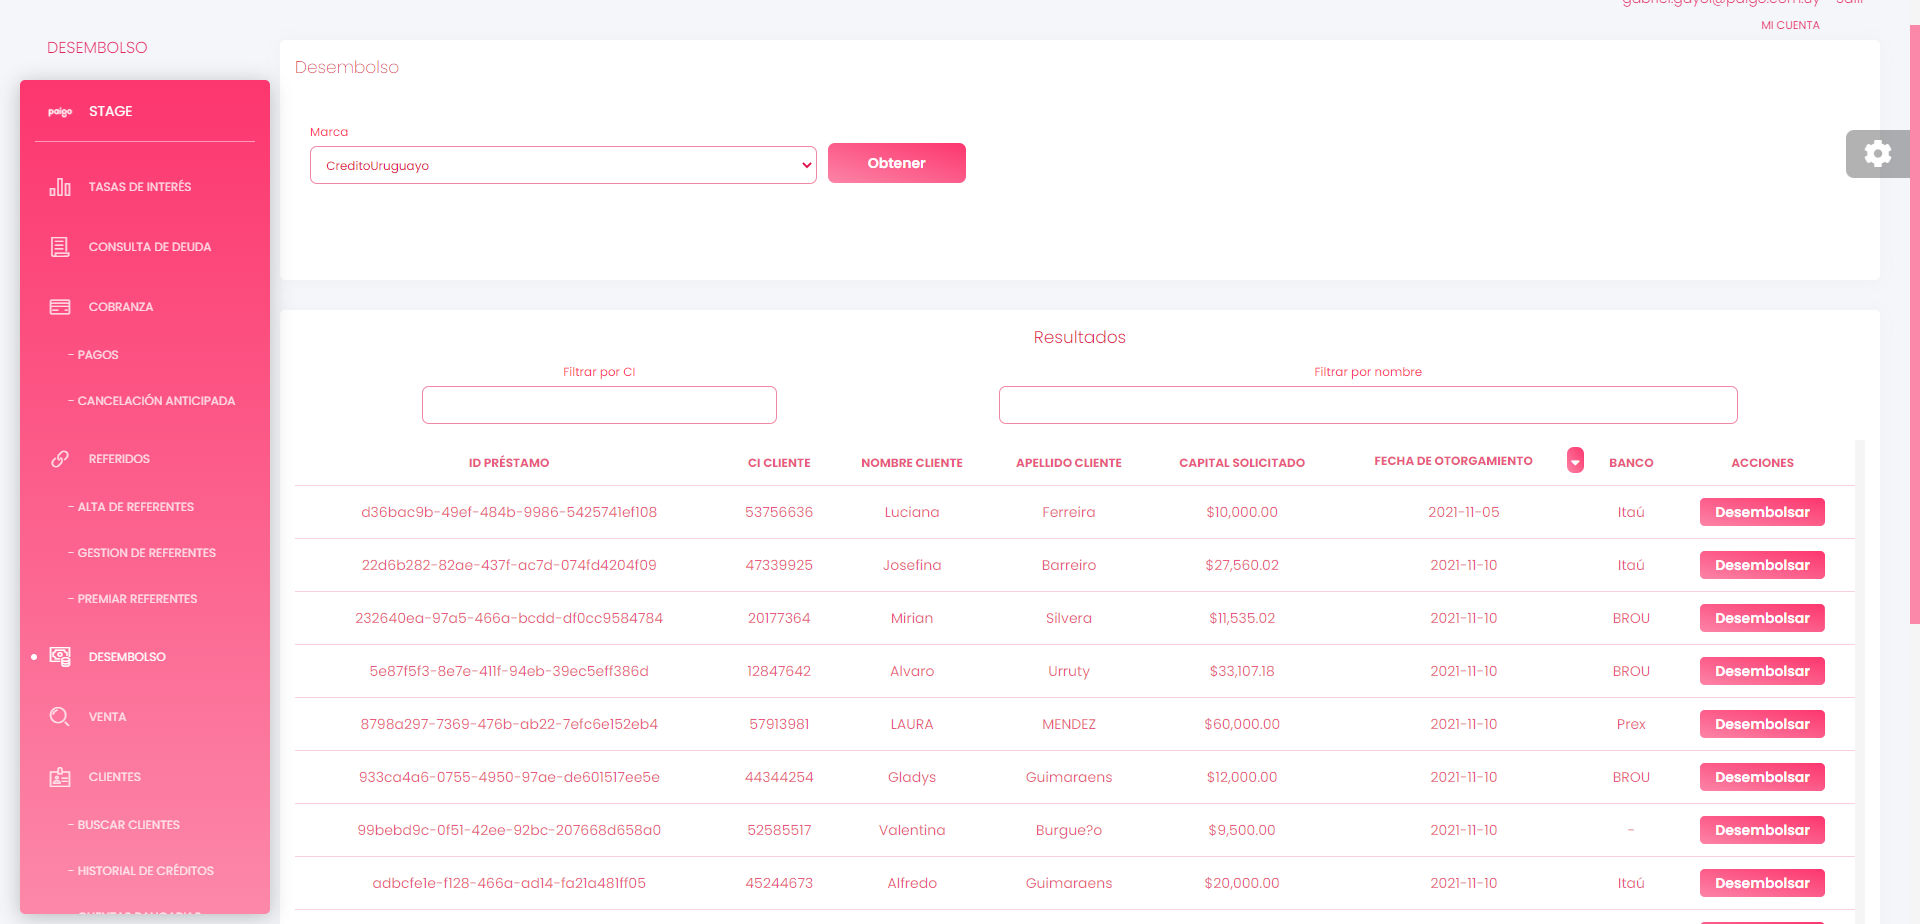 gabriel.gayol@paigo.com.uy Salir
MI CUENTA
DESEMBOLSO
paigo STAGE
TASAS DE INTERÉS
CONSULTA DE DEUDA
COBRANZA
- PAGOS
- CANCELACIÓN ANTICIPADA
REFERIDOS
- ALTA DE REFERENTES
- GESTION DE REFERENTES
- PREMIAR REFERENTES
DESEMBOLSO
VENTA
CLIENTES
- BUSCAR CLIENTES
- HISTORIAL DE CRÉDITOS
Desembolso
Marca
CreditoUruguayo Obtener
Resultados
Filtrar por CI Filtrar por nombre
ID PRÉSTAMO CI CLIENTE NOMBRE CLIENTE APELLIDO CLIENTE CAPITAL SOLICITADO FECHA DE OTORGAMIENTO BANCO ACCIONES
d36bac9b-49ef-484b-9986-5425741ef108 53756636 Luciana Ferreira $10,000.00 2021-11-05 Itaú Desembolsar
22d6b282-82ae-437f-ac7d-074fd4204f09 47339925 Josefina Barreiro $27,560.02 2021-11-10 Itaú Desembolsar
232640ea-97a5-466a-bcdd-df0cc9584784 20177364 Mirian Silvera $11,535.02 2021-11-10 BROU Desembolsar
5e87f5f3-8e7e-411f-94eb-39ec5eff386d 12847642 Alvaro Urruty $33,107.18 2021-11-10 BROU Desembolsar
8798a297-7369-476b-ab22-7efc6e152eb4 57913981 LAURA MENDEZ $60,000.00 2021-11-10 Prex Desembolsar
933ca4a6-0755-4950-97ae-de601517ee5e 44344254 Gladys Guimaraens $12,000.00 2021-11-10 BROU Desembolsar
99bebd9c-0f51-42ee-92bc-207668d658a0 52585517 Valentina Burgue?o $9,500.00 2021-11-10 - Desembolsar
adbcfe1e-f128-466a-ad14-fa21a481ff05 45244673 Alfredo Guimaraens $20,000.00 2021-11-10 Itaú Desembolsar